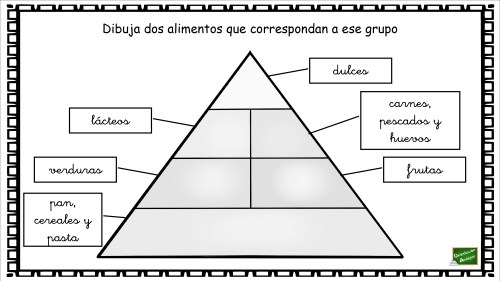 Dibuja dos alimentos que correspondan a ese grupo
dulces
lácteos
carnes,
pescados y
huevos
verduras
frutas
pan,
cereales y
pasta